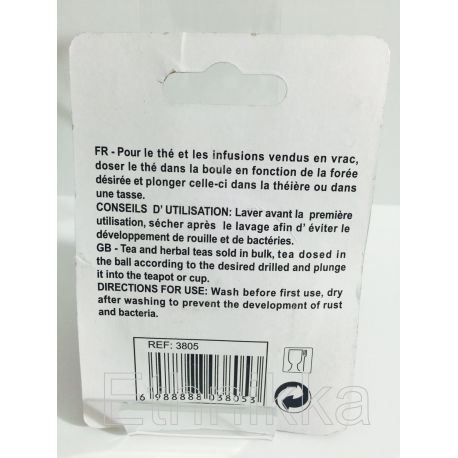 FR - Pour le thé et les infusions vendus en vrac,
doser le thé dans la boule en fonction de la forée
désirée et plonger celle-ci dans la théière ou dans
une tasse.
CONSEILS D' UTILISATION: Laver avant la première
utilisation, sécher après le lavage afin d' éviter le
développement de rouille et de bactéries.
GB - Tea and herbal teas sold in bulk, tea dosed in
the ball according to the desired drilled and plunge
it into the teapot or cup.
DIRECTIONS FOR USE: Wash before first use, dry
after washing to prevent the development of rust
and bacteria.
REF: 3805
6 988888 038053
Ethnikka